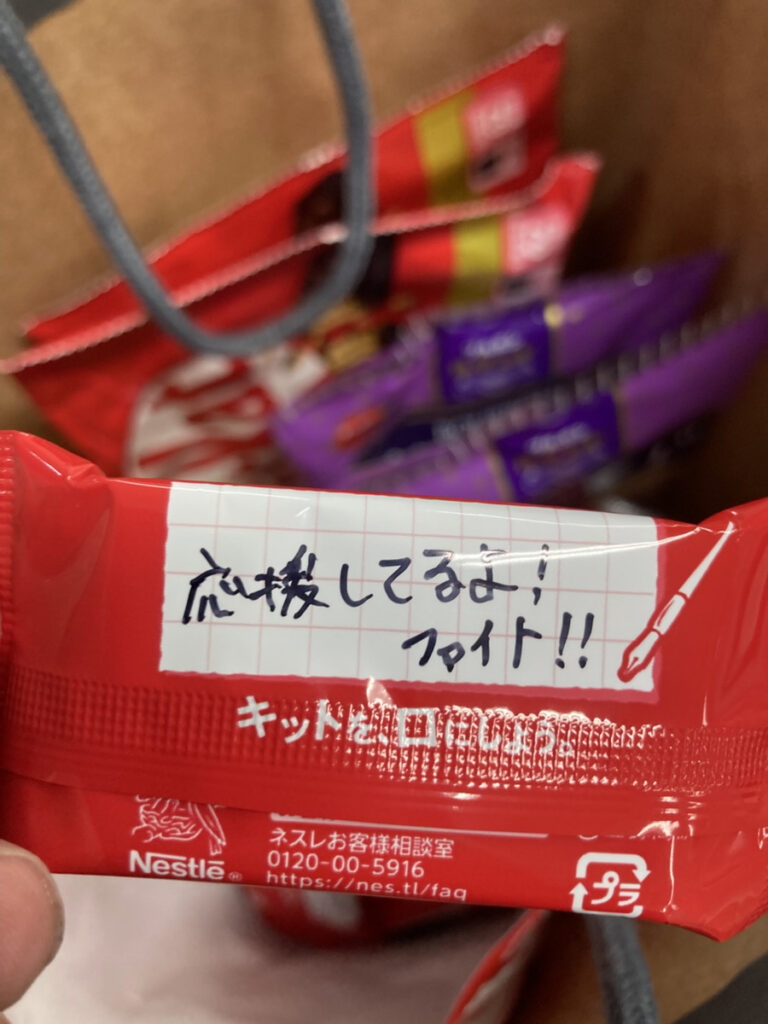 応援してるよ!
ファイト!!
キットを、口にしよう。
Nestlé®
ネスレお客様相談室
0120-00-5916
https://nes.tl/faq
プラ